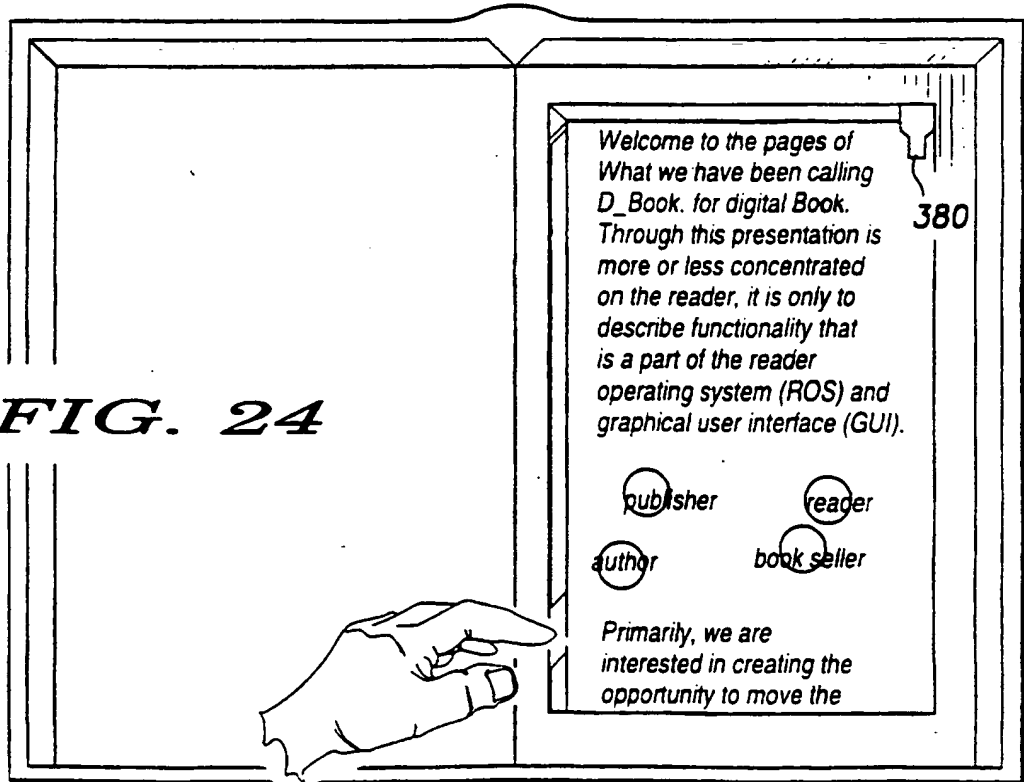 Welcome to the pages of
What we have been calling
D_Book. for digital Book.
Through this presentation is
more or less concentrated
on the reader, it is only to
describe functionality that
is a part of the reader
operating system (ROS) and
graphical user interface (GUI).
380
FIG. 24
publisher reader
author book seller
Primarily, we are
interested in creating the
opportunity to move the